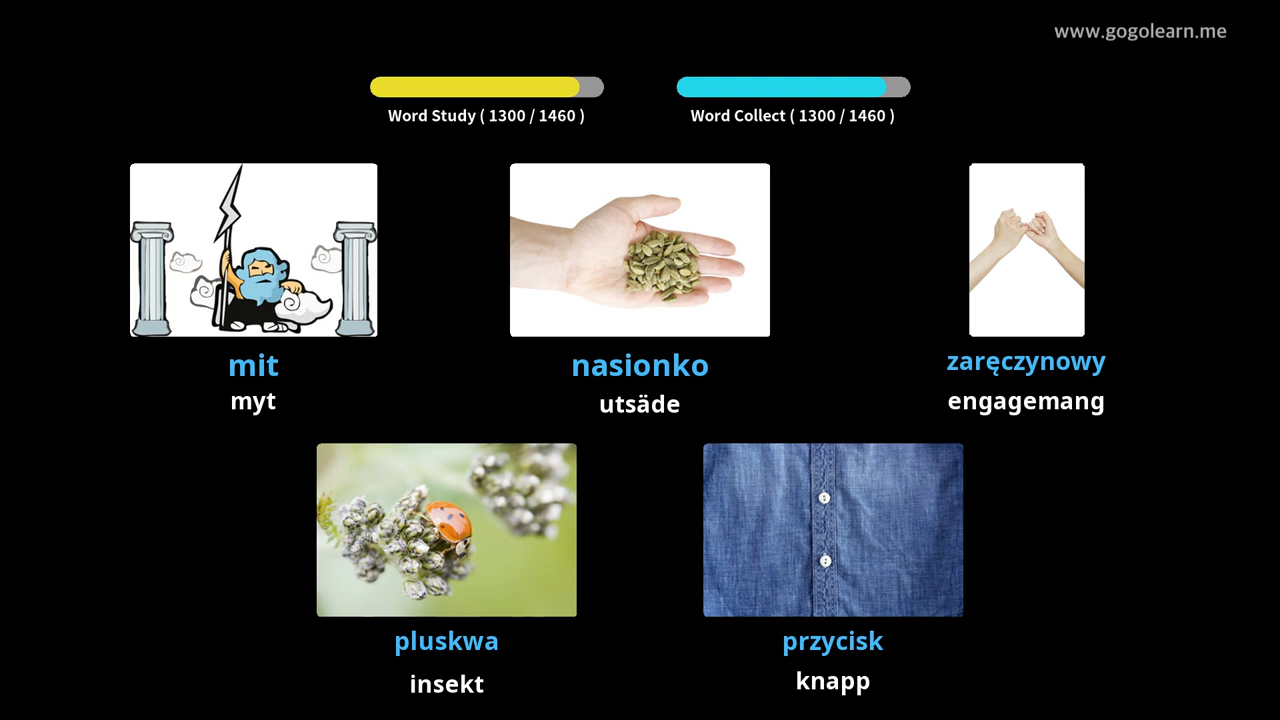 www.gogolearn.me
Word Study ( 1300 / 1460 )
Word Collect ( 1300 / 1460 )
mit
myt
nasionko
utsäde
zaręczynowy
engagemang
pluskwa
insekt
przycisk
knapp